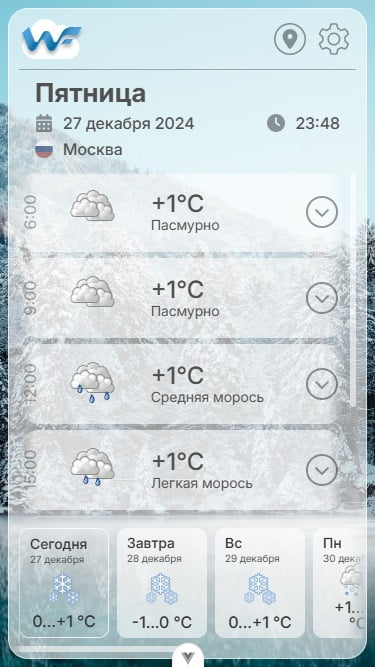 WF
Пятница
27 декабря 2024 23:48
Москва
6:00
+1°C
Пасмурно
9:00
+1°C
Пасмурно
12:00
+1°C
Средняя морось
15:00
+1°C
Легкая морось
Сегодня
27 декабря
0...+1 °C
Завтра
28 декабря
-1...0 °C
Вс
29 декабря
0...+1 °C
Пн
30 дека
+1...
°C